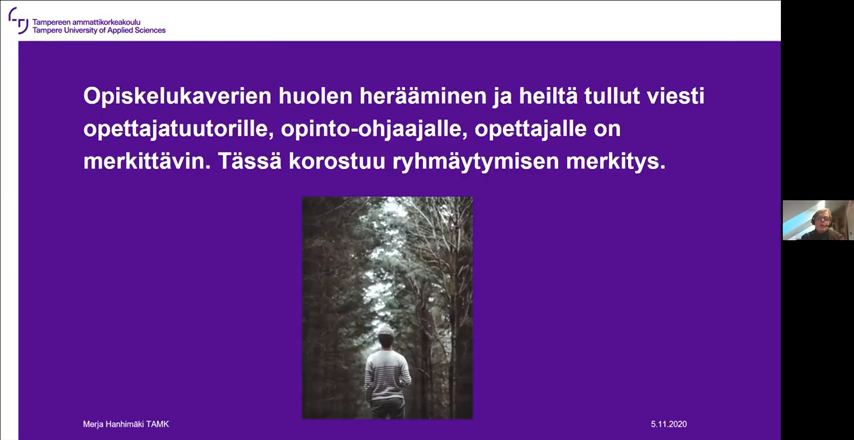 Tampereen ammattikorkeakoulu
Tampere University of Applied Sciences
Opiskelukaverien huolen herääminen ja heiltä tullut viesti
opettajatuutorille, opinto-ohjaajalle, opettajalle on
merkittävin. Tässä korostuu ryhmäytymisen merkitys.
Merja Hanhimäki TAMK
5.11.2020